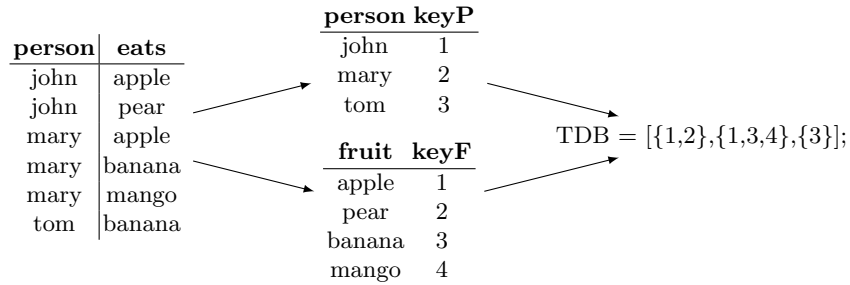 person eats
john apple
john pear
mary apple
mary banana
mary mango
tom banana
person keyP
john 1
mary 2
tom 3
fruit keyF
apple 1
pear 2
banana 3
mango 4
TDB = [{1,2},{1,3,4},{3}];